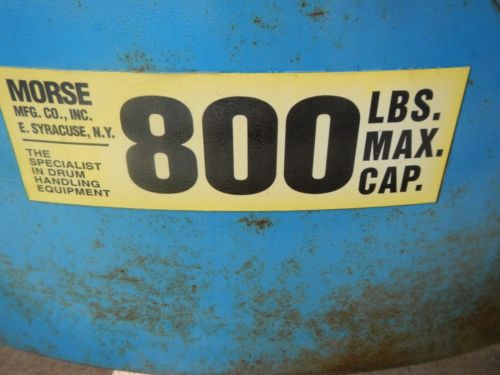 MORSE
MFG. CO., INC.
E. SYRACUSE, N.Y.
THE
SPECIALIST
IN DRUM
HANDLING
EQUIPMENT
800
LBS.
MAX.
CAP.